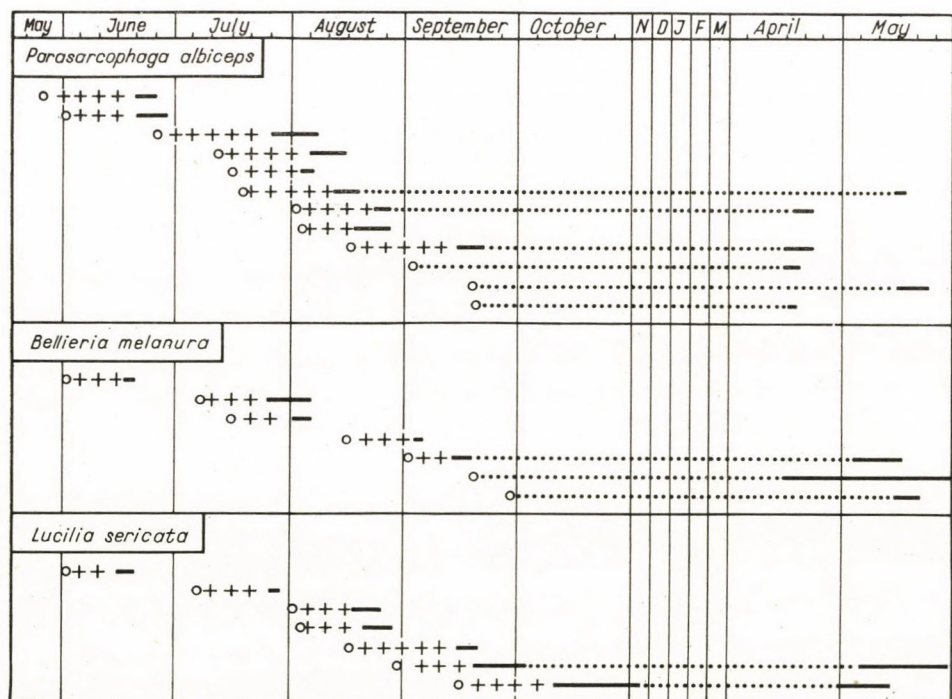 May June July August September October N D J F M April May
Parasarcophaga albiceps
Bellieria melanura
Lucilia sericata